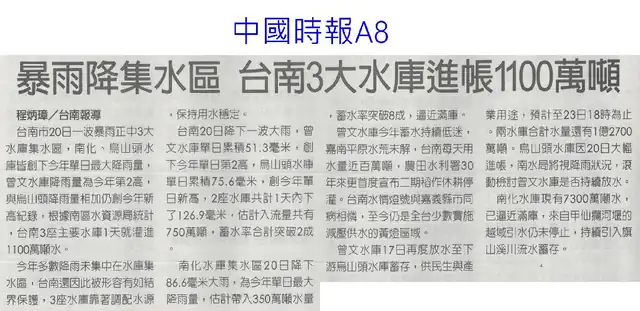 中國時報A8
暴雨降集水區 台南3大水庫進帳1100萬噸
程炳璋／台南報導
台南市20日一波暴雨正中3大
水庫集水區，南化、烏山頭水庫
皆創下今年單日最大降雨量，
曾文水庫降雨量為今年第2高，
與烏山頭降雨量相加仍創今年新
高紀錄，根據南區水資源局統計
，台南3座主要水庫1天就灌進
1100萬噸水。
今年多數降雨未集中在水庫集
水區，台南還因此被形容有如結
界保護，3座水庫靠著調配水源
，保持用水穩定。
台南20日降下一波大雨，曾
文水庫單日累積51.3毫米，創
下今年單日第2高，烏山頭水庫
單日累積75.6毫米，創今年單
日新高，2座水庫共計1天內下
了126.9毫米，估計入流量共有
750萬噸，蓄水率合計突破2成
。
南化水庫集水區20日降下
86.6毫米大雨，為今年單日最大
降雨量，估計帶入350萬噸水量
，蓄水率突破8成，逼近滿庫。
曾文水庫今年蓄水持續低迷，
嘉南平原水荒未解，台南每天用
水量近百萬噸，農田水利署30
年來更首度宣布二期稻作休耕停
灌。台南水情燈號與嘉義縣市同
病相憐，至今仍是全台少數實施
減壓供水的黃燈區域。
曾文水庫17日再度放水至下
游烏山頭水庫蓄存，供民生與產
業用途，預計至23日18時為止
。兩水庫合計水量還有1億2700
萬噸。烏山頭水庫因20日大幅
進帳，南水局將視降雨狀況，滾
動檢討曾文水庫是否持續放水。
南化水庫現有7300萬噸水，
已逼近滿庫，來自甲仙攔河堰的
越域引水仍未停止，持續引入旗
山溪川流水蓄存。